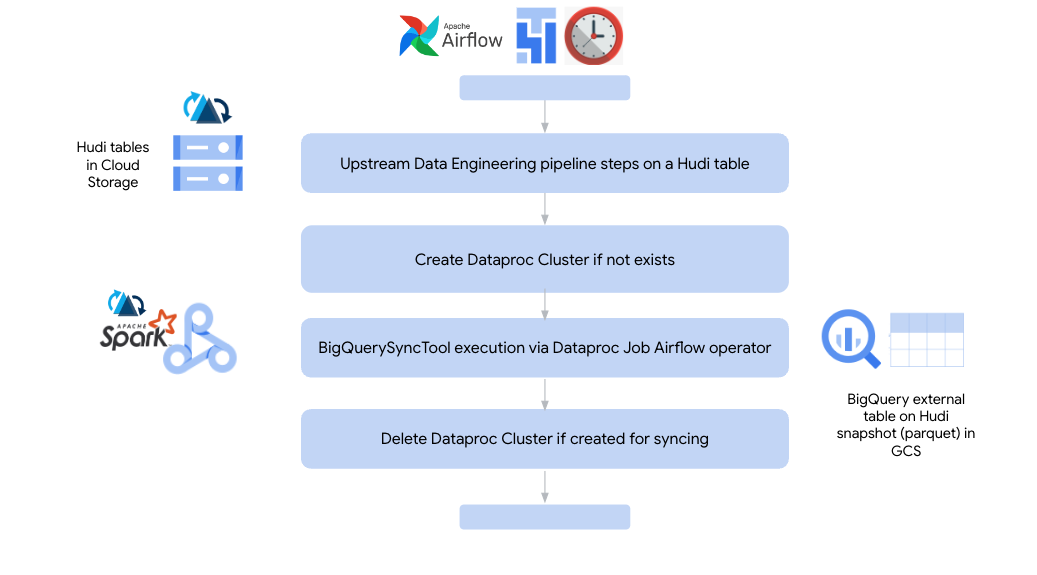 Apache
Airflow
Hudi tables
in Cloud
Storage
Upstream Data Engineering pipeline steps on a Hudi table
Create Dataproc Cluster if not exists
APACHE
Spark
BigQuerySyncTool execution via Dataproc Job Airflow operator
BigQuery external
table on Hudi
snapshot (parquet) in
GCS
Delete Dataproc Cluster if created for syncing